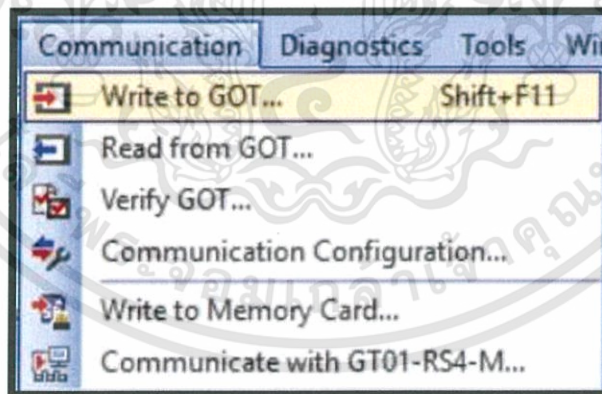 Communication Diagnostics Tools
Write to GOT... Shift+F11
Read from GOT...
Verify GOT...
Communication Configuration...
Write to Memory Card...
Communicate with GT01-RS4-M...